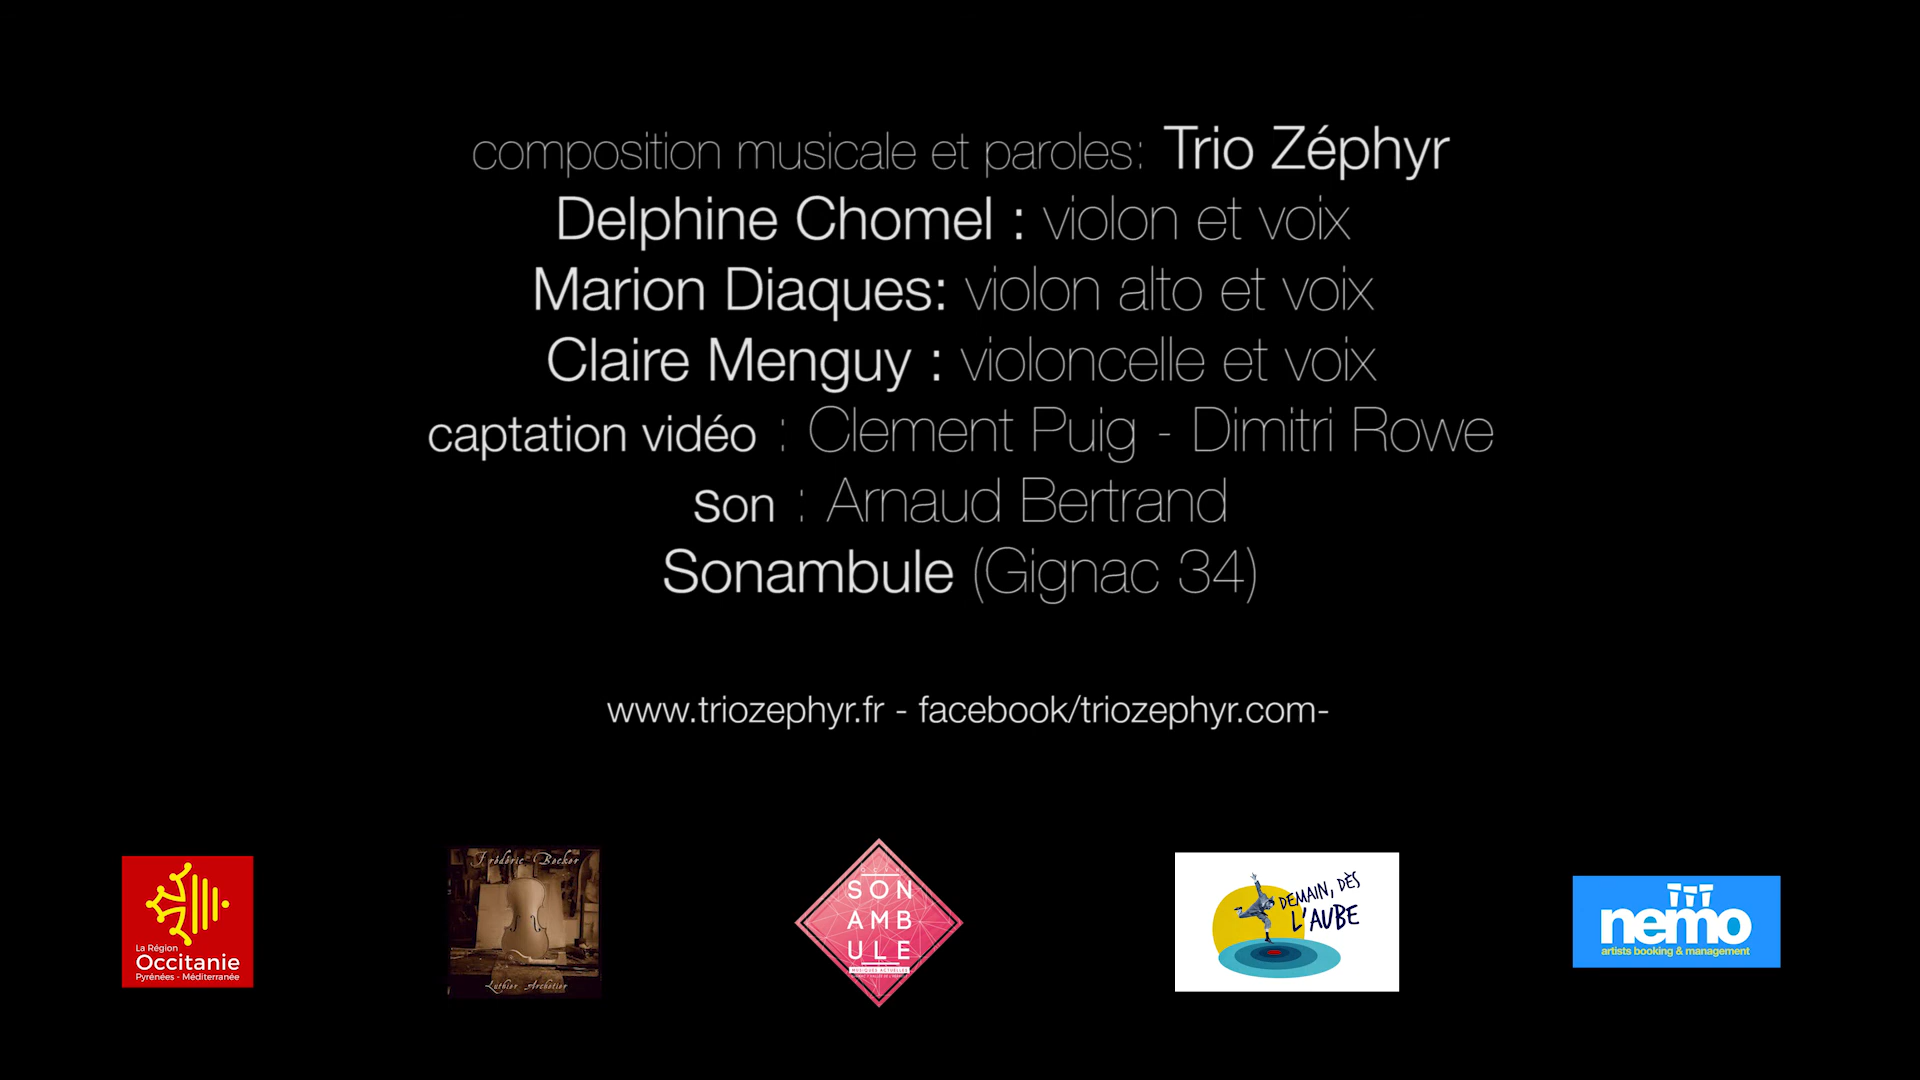 composition musicale et paroles: Trio Zéphyr
Delphine Chomel : violon et voix
Marion Diaques: violon alto et voix
Claire Menguy : violoncelle et voix
captation vidéo : Clement Puig - Dimitri Rowe
Son : Arnaud Bertrand
Sonambule (Gignac 34)
www.triozephyr.fr - facebook/triozephyr.com-
La Région
Occitanie
Pyrénées - Méditerranée
Frédéric Becker
Luthier Archetier
SON
AMB
ULE
MUSIQUES ACTUELLES
DEMAIN, DÈS
L'AUBE
nemo
artists booking & management